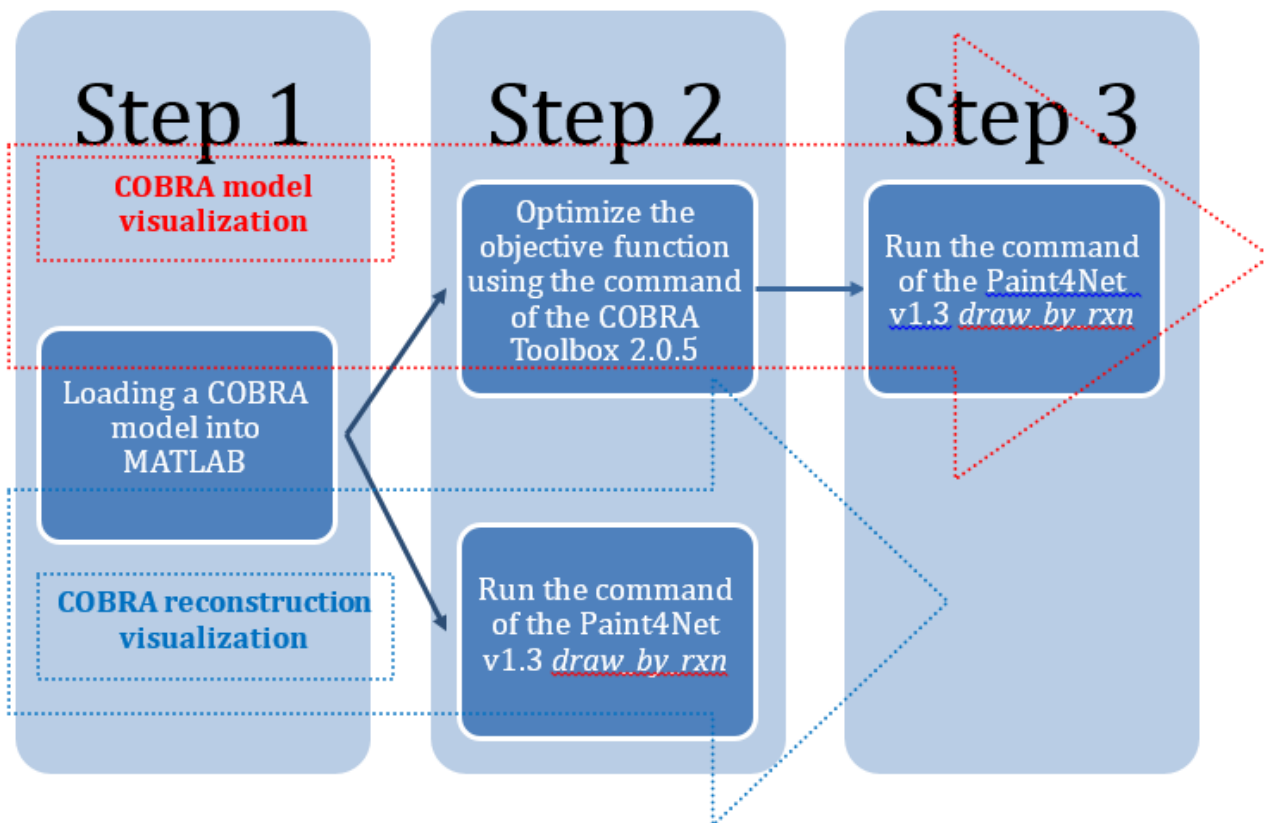 Step 1
COBRA model
visualization
Loading a COBRA
model into
MATLAB
COBRA reconstruction
visualization
Step 2
Optimize the
objective function
using the command
of the COBRA
Toolbox 2.0.5
Run the command
of the Paint4Net
v1.3 draw_by_rxn
Step 3
Run the command
of the Paint4Net
v1.3 draw_by_rxn